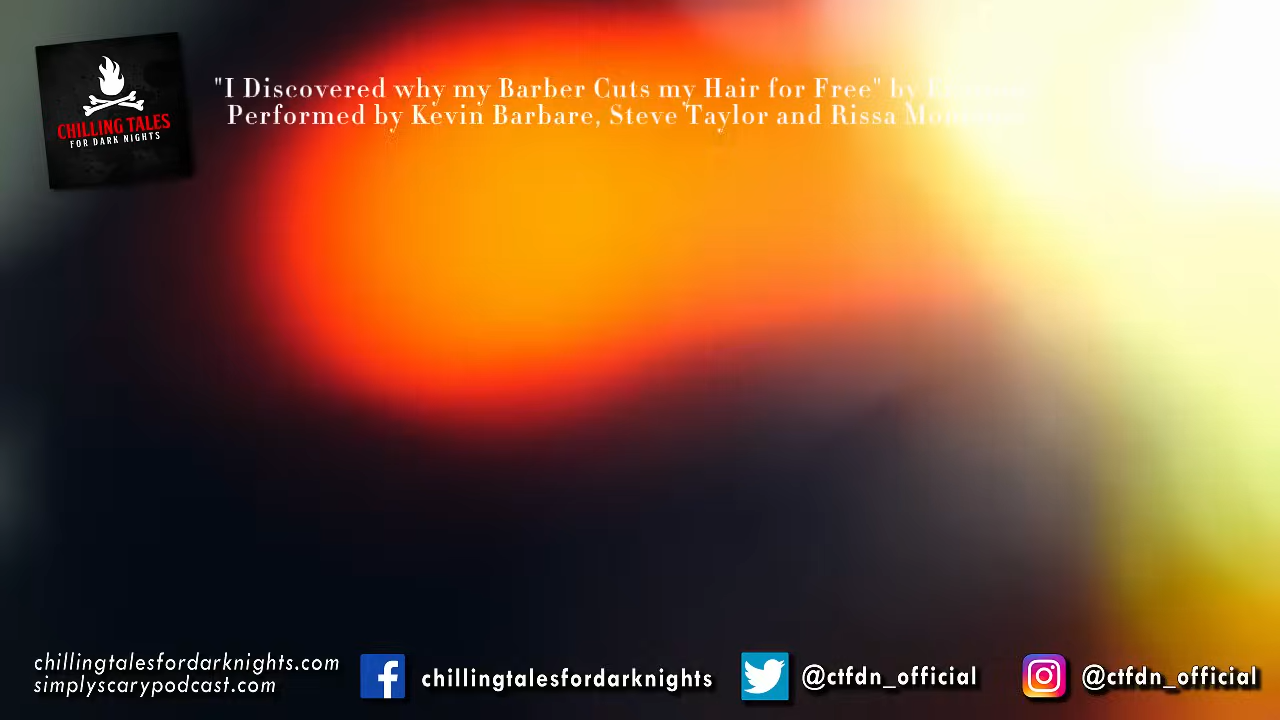 CHILLING TALES
FOR DARK NIGHTS
"I Discovered why my Barber Cuts my Hair for Free" by
Performed by Kevin Barbare, Steve Taylor and Rissa
chillingtalesfordarknights.com
simplyscarypodcast.com
chillingtalesfordarknights
@ctfdn_official
@ctfdn_official